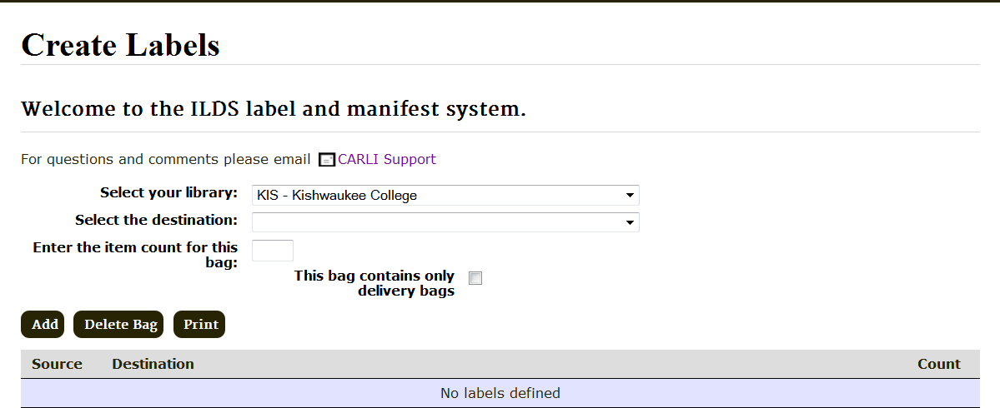 Create Labels
Welcome to the ILDS label and manifest system.
For questions and comments please email CARLI Support
Select your library: KIS - Kishwaukee College
Select the destination:
Enter the item count for this
bag:
This bag contains only
delivery bags
Add Delete Bag Print
Source Destination Count
No labels defined